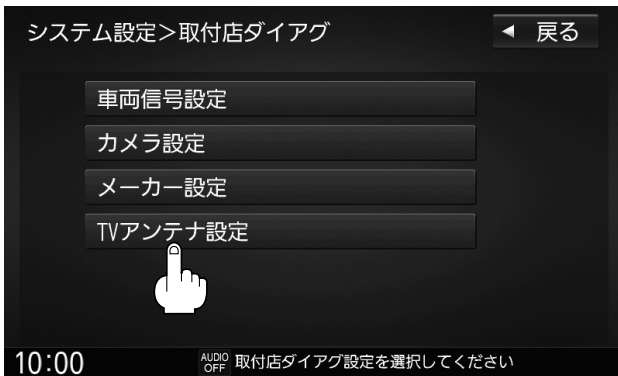 システム設定>取付店ダイアグ
◀ 戻る
車両信号設定
カメラ設定
メーカー設定
TVアンテナ設定
10:00
AUDIO OFF 取付店ダイアグ設定を選択してください